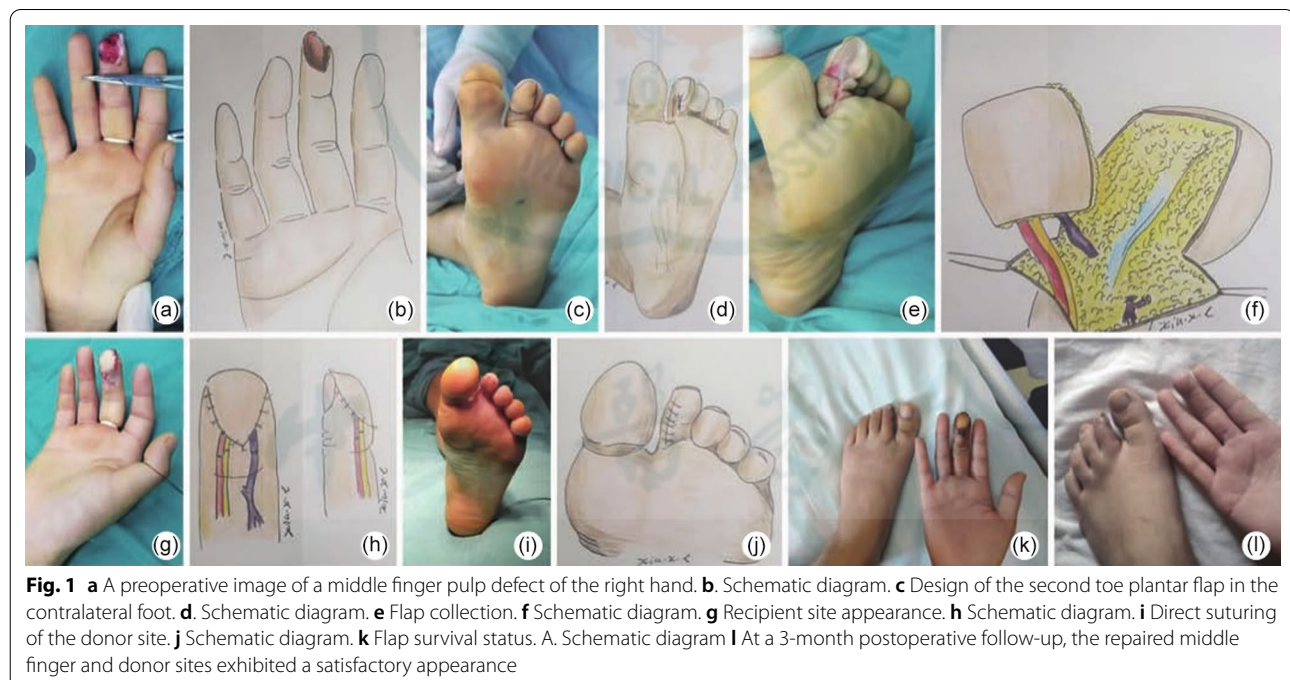 (a)
(b)
(c)
(d)
(e)
(f)
(g)
(h)
(i)
(j)
(k)
(l)
Fig. 1 a A preoperative image of a middle finger pulp defect of the right hand. b. Schematic diagram. c Design of the second toe plantar flap in the
contralateral foot. d. Schematic diagram. e Flap collection. f Schematic diagram. g Recipient site appearance. h Schematic diagram. i Direct suturing
of the donor site. j Schematic diagram. k Flap survival status. A. Schematic diagram l At a 3-month postoperative follow-up, the repaired middle
finger and donor sites exhibited a satisfactory appearance